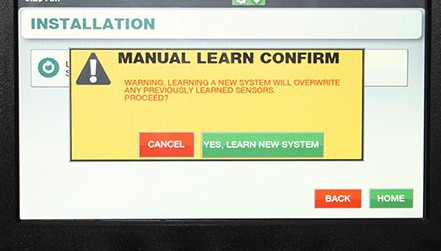 INSTALLATION
MANUAL LEARN CONFIRM
WARNING. LEARNING A NEW SYSTEM WILL OVERWRITE
ANY PREVIOUSLY LEARNED SENSORS.
PROCEED?
CANCEL
YES, LEARN NEW SYSTEM
BACK
HOME